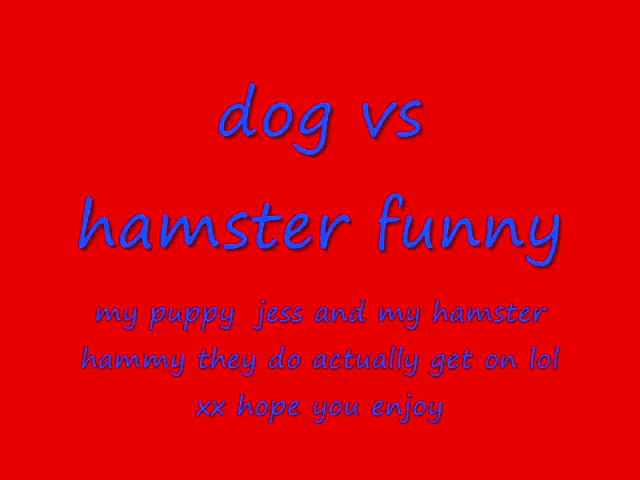 dog vs
hamster funny
my puppy  jess and my hamster
hammy they do actually get on lol
xx hope you enjoy